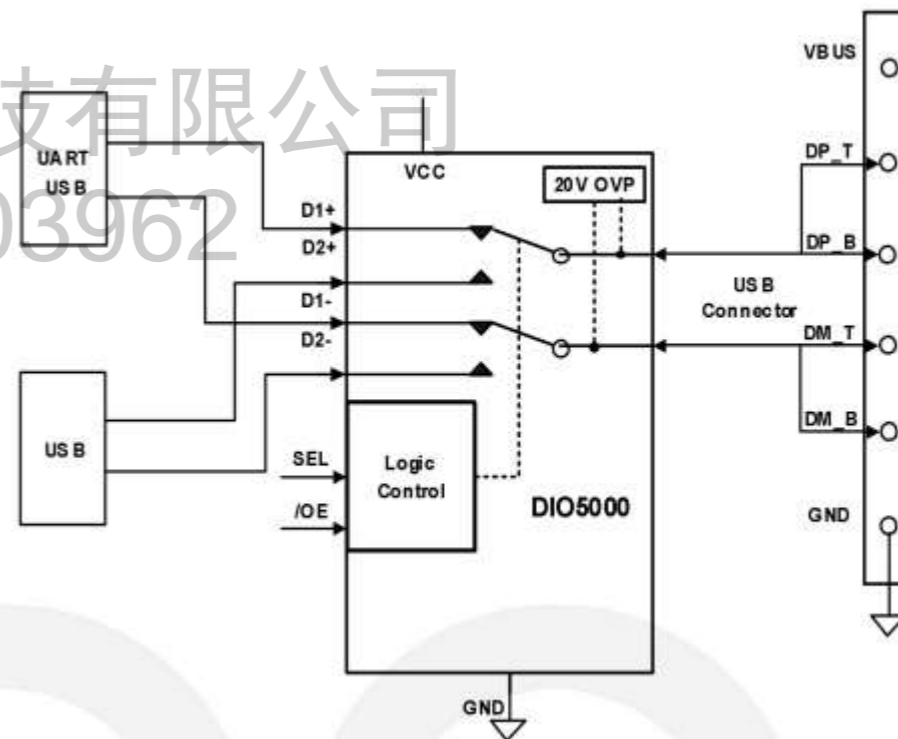 技有限公司
03962
UART
USB
USB
VCC
20V OVP
D1+
D2+
D1-
D2-
SEL
/OE
Logic
Control
DIO5000
GND
USB
Connector
VBUS
DP_T
DP_B
DM_T
DM_B
GND